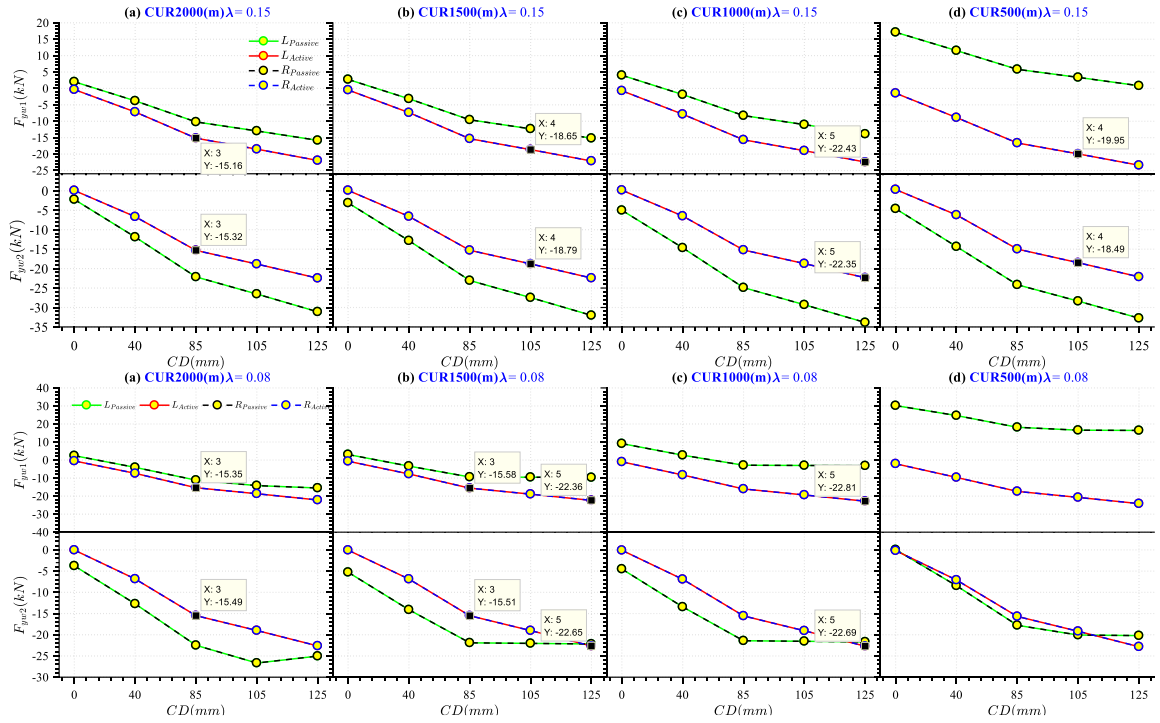 (a) CUR2000(m)λ= 0.15
(b) CUR1500(m)λ= 0.15
(c) CUR1000(m)λ= 0.15
(d) CUR500(m)λ= 0.15
F_yw1(kN)
20
15
10
5
0
-5
-10
-15
-20
-25
L_Passive
L_Active
R_Passive
R_Active
X: 3
Y: -15.16
X: 4
Y: -18.65
X: 5
Y: -22.43
X: 4
Y: -19.95
F_yw2(kN)
0
-5
-10
-15
-20
-25
-30
-35
X: 3
Y: -15.32
X: 4
Y: -18.79
X: 5
Y: -22.35
X: 4
Y: -18.49
0 40 85 105 125
0 40 85 105 125
0 40 85 105 125
0 40 85 105 125
CD(mm)
CD(mm)
CD(mm)
CD(mm)
(a) CUR2000(m)λ= 0.08
(b) CUR1500(m)λ= 0.08
(c) CUR1000(m)λ= 0.08
(d) CUR500(m)λ= 0.08
F_yw1(kN)
40
30
20
10
0
-10
-20
-30
-40
L_Passive L_Active R_Passive R_Active
X: 3
Y: -15.35
X: 3
Y: -15.58
X: 5
Y: -22.36
X: 5
Y: -22.81
F_yw2(kN)
0
-5
-10
-15
-20
-25
-30
X: 3
Y: -15.49
X: 3
Y: -15.51
X: 5
Y: -22.65
X: 5
Y: -22.69
0 40 85 105 125
0 40 85 105 125
0 40 85 105 125
0 40 85 105 125
CD(mm)
CD(mm)
CD(mm)
CD(mm)